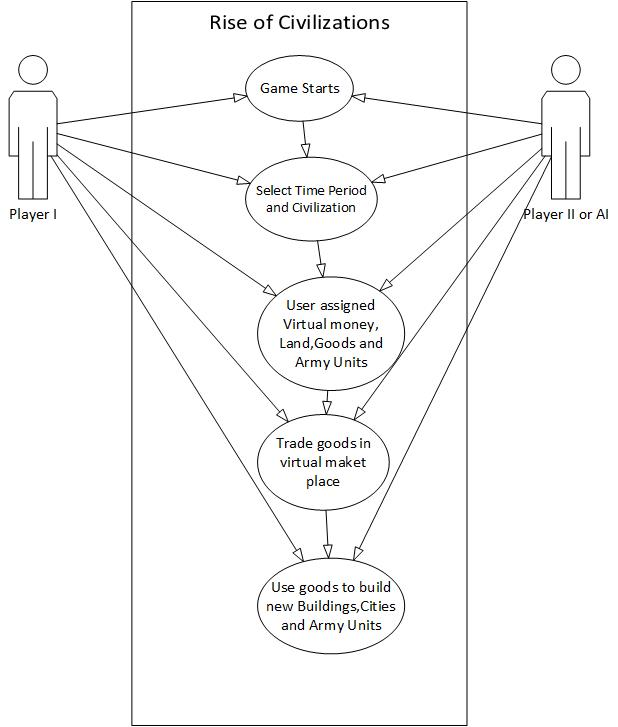 Rise of Civilizations
Game Starts
Player I
Player II or AI
Select Time Period
and Civilization
User assigned
Virtual money,
Land,Goods and
Army Units
Trade goods in
virtual maket
place
Use goods to build
new Buildings,Cities
and Army Units